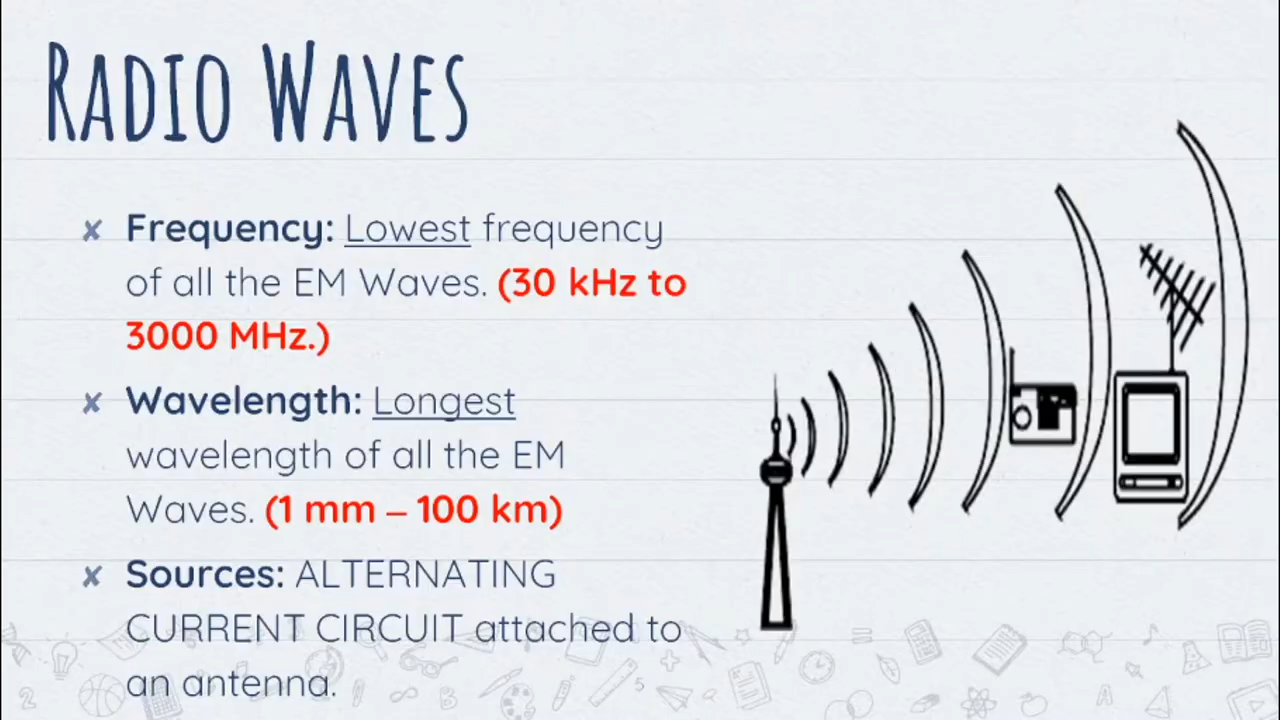 RADIO WAVES
✘ Frequency: Lowest frequency
of all the EM Waves. (30 kHz to
3000 MHz.)
✘ Wavelength: Longest
wavelength of all the EM
Waves. (1 mm – 100 km)
✘ Sources: ALTERNATING
CURRENT CIRCUIT attached to
an antenna.
5